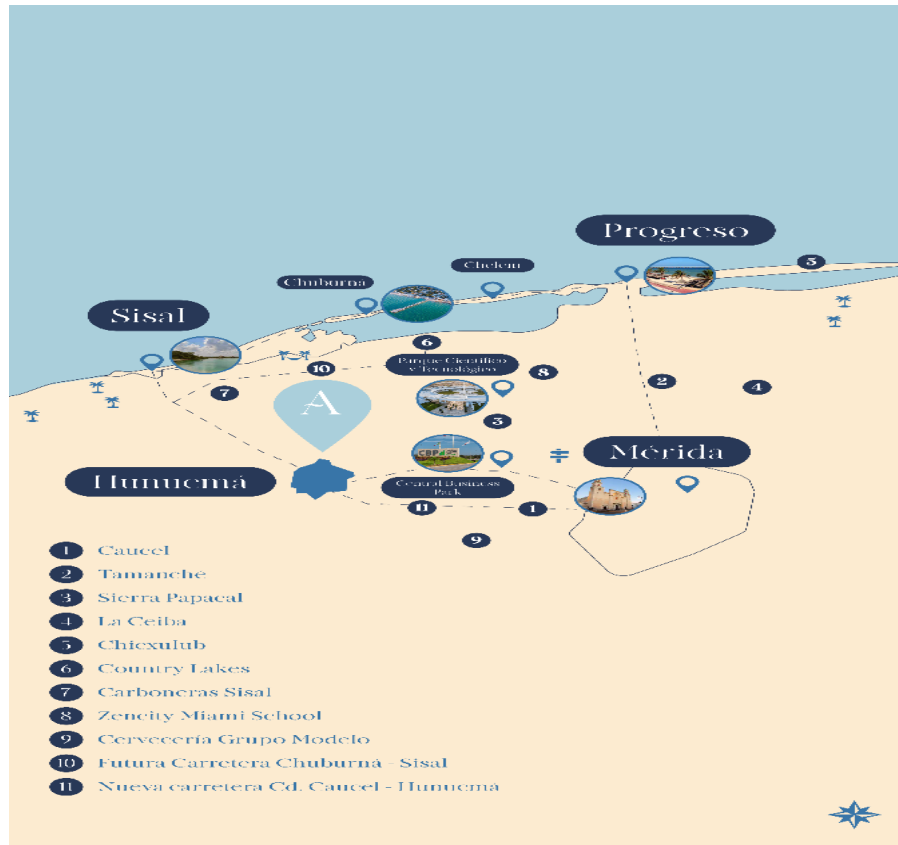 Progreso
Chelem
5
Chuburna
Sisal
6
Parque Científico
y Tecnológico
10
8
7
2
4
A
3
Mérida
CBP
Hunucmá
Central Business
Park
11
1
9
1 Caucel
2 Tamanché
3 Sierra Papacal
4 La Ceiba
5 Chicxulub
6 Country Lakes
7 Carboneras Sisal
8 Zencity Miami School
9 Cervecería Grupo Modelo
10 Futura Carretera Chuburná - Sisal
11 Nueva carretera Cd. Caucel - Hunucmá